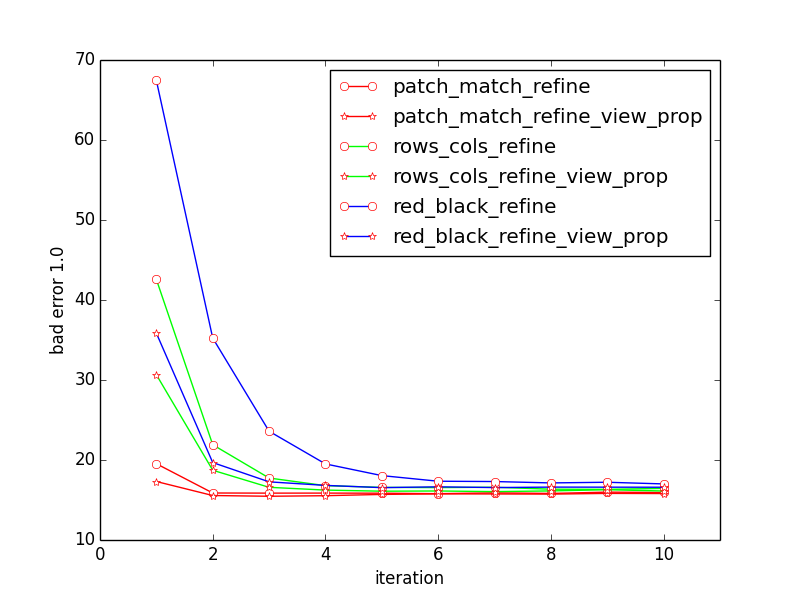 70
60
50
40
30
20
10
bad error 1.0
patch_match_refine
patch_match_refine_view_prop
rows_cols_refine
rows_cols_refine_view_prop
red_black_refine
red_black_refine_view_prop
0 2 4 6 8 10
iteration